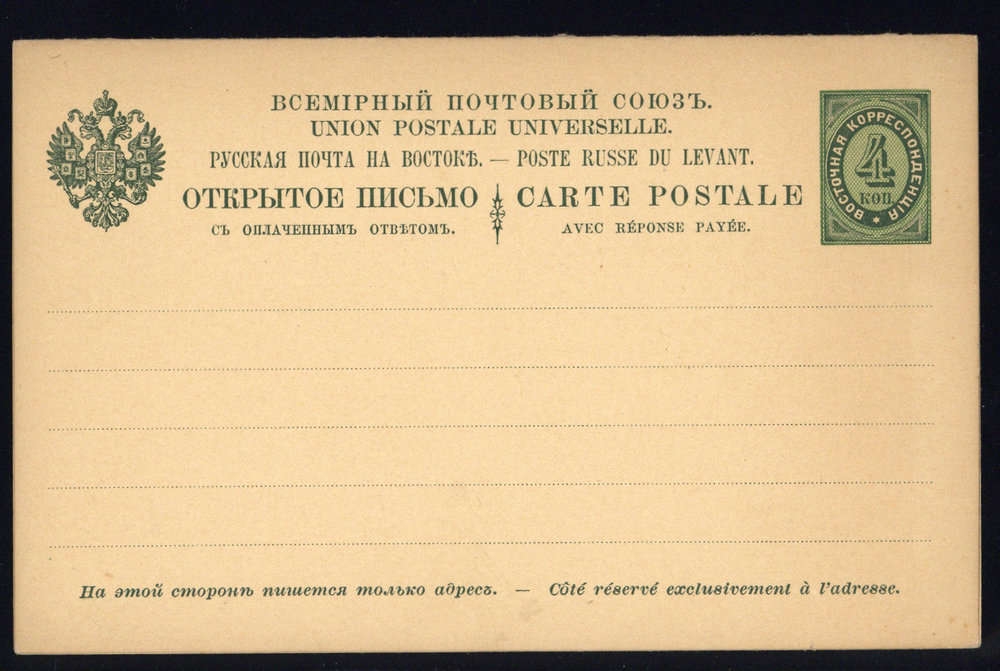 ВСЕМІРНЫЙ ПОЧТОВЫЙ СОЮЗЪ.
UNION POSTALE UNIVERSELLE.
РУССКАЯ ПОЧТА НА ВОСТОКѢ. — POSTE RUSSE DU LEVANT.
ОТКРЫТОЕ ПИСЬМО CARTE POSTALE
СЪ ОПЛАЧЕННЫМЪ ОТВѢТОМЪ. AVEC RÉPONSE PAYÉE.
ВОСТОЧНАЯ КОРРЕСПОНДЕНЦІЯ *
4
КОП.
На этой сторонѣ пишется только адресъ. — Côté réservé exclusivement à l'adresse.